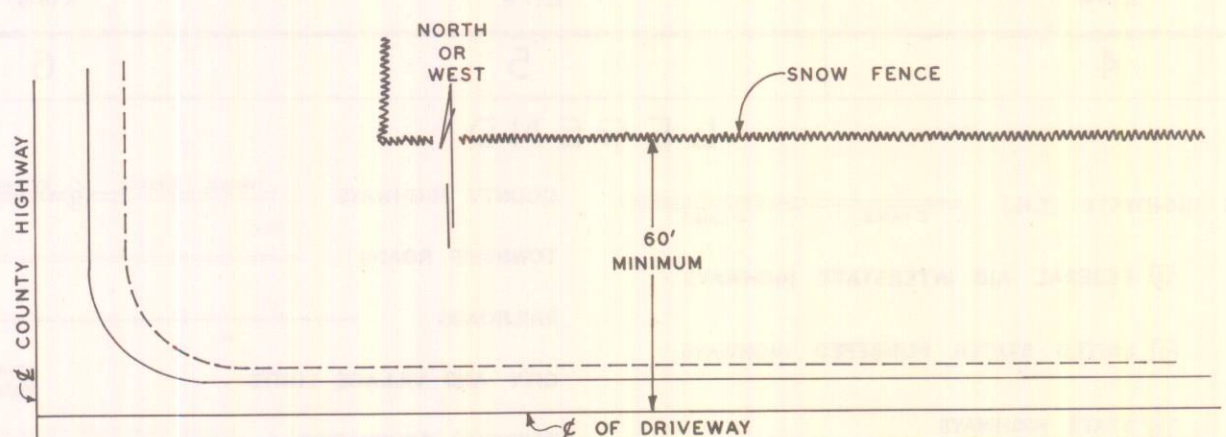 NORTH
OR
WEST
SNOW FENCE
60'
MINIMUM
℄ COUNTY HIGHWAY
℄ OF DRIVEWAY